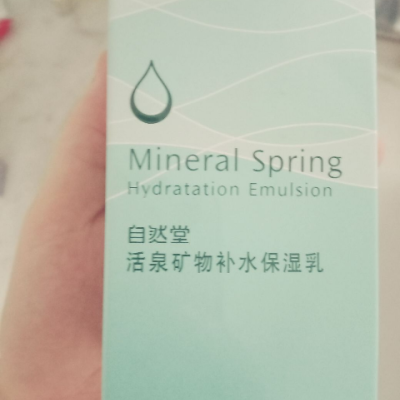 Mineral Spring
Hydratation Emulsion
自然堂
活泉矿物补水保湿乳